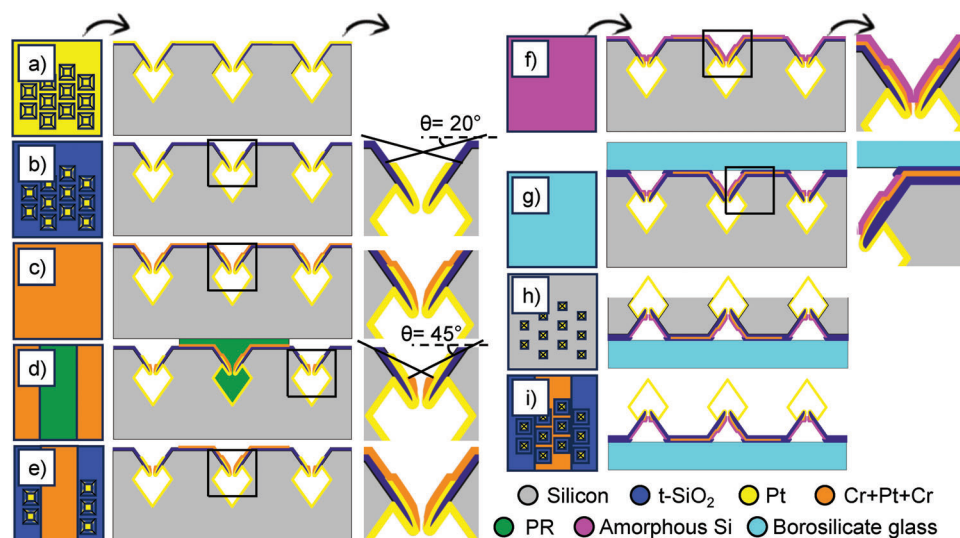 a)
b)
θ= 20°
c)
d)
θ= 45°
e)
f)
g)
h)
i)
Silicon t-SiO₂ Pt Cr+Pt+Cr
PR Amorphous Si Borosilicate glass